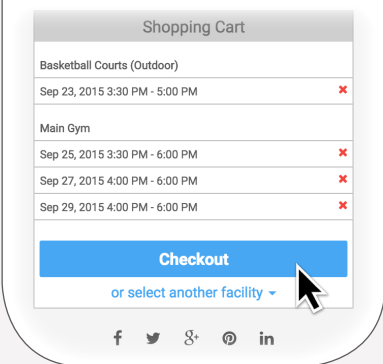 Shopping Cart
Basketball Courts (Outdoor)
Sep 23, 2015 3:30 PM - 5:00 PM
Main Gym
Sep 25, 2015 3:30 PM - 6:00 PM
Sep 27, 2015 4:00 PM - 6:00 PM
Sep 29, 2015 4:00 PM - 6:00 PM
Checkout
or select another facility